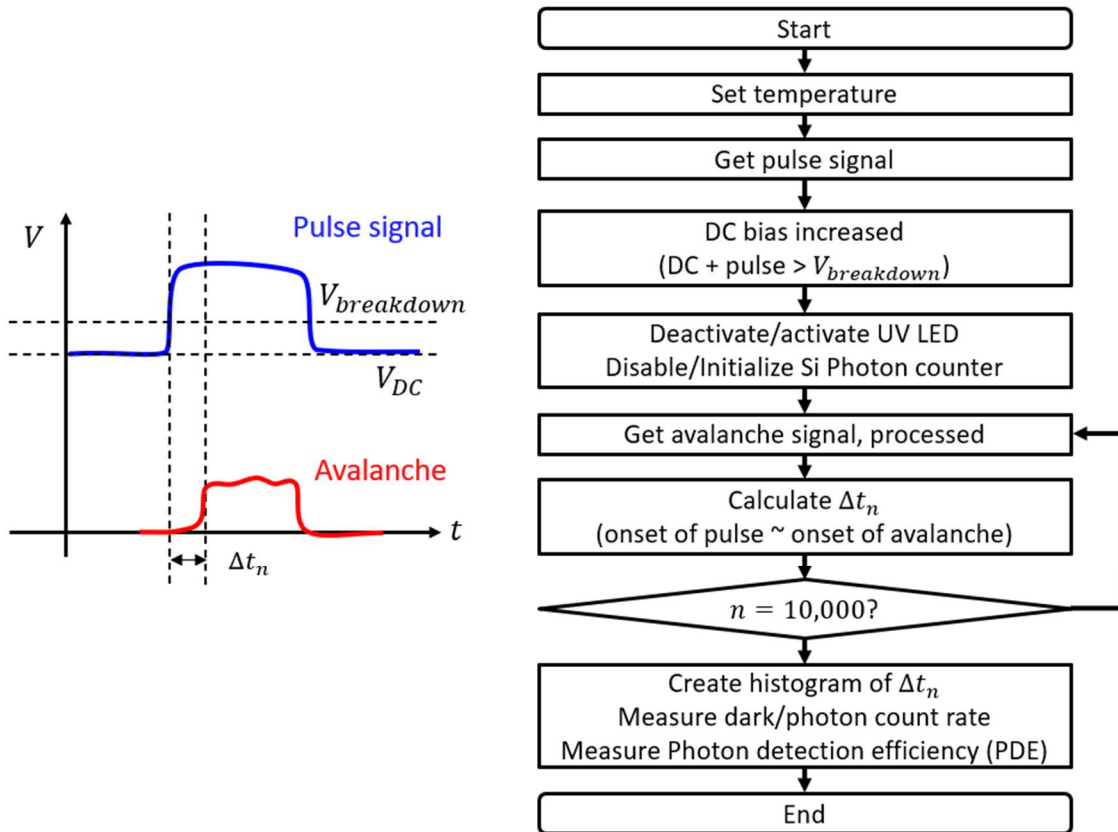 V
Pulse signal
V_breakdown
V_DC
Avalanche
t
Δt_n
Start
Set temperature
Get pulse signal
DC bias increased
(DC + pulse > V_breakdown)
Deactivate/activate UV LED
Disable/Initialize Si Photon counter
Get avalanche signal, processed
Calculate Δt_n
(onset of pulse ~ onset of avalanche)
n = 10,000?
Create histogram of Δt_n
Measure dark/photon count rate
Measure Photon detection efficiency (PDE)
End